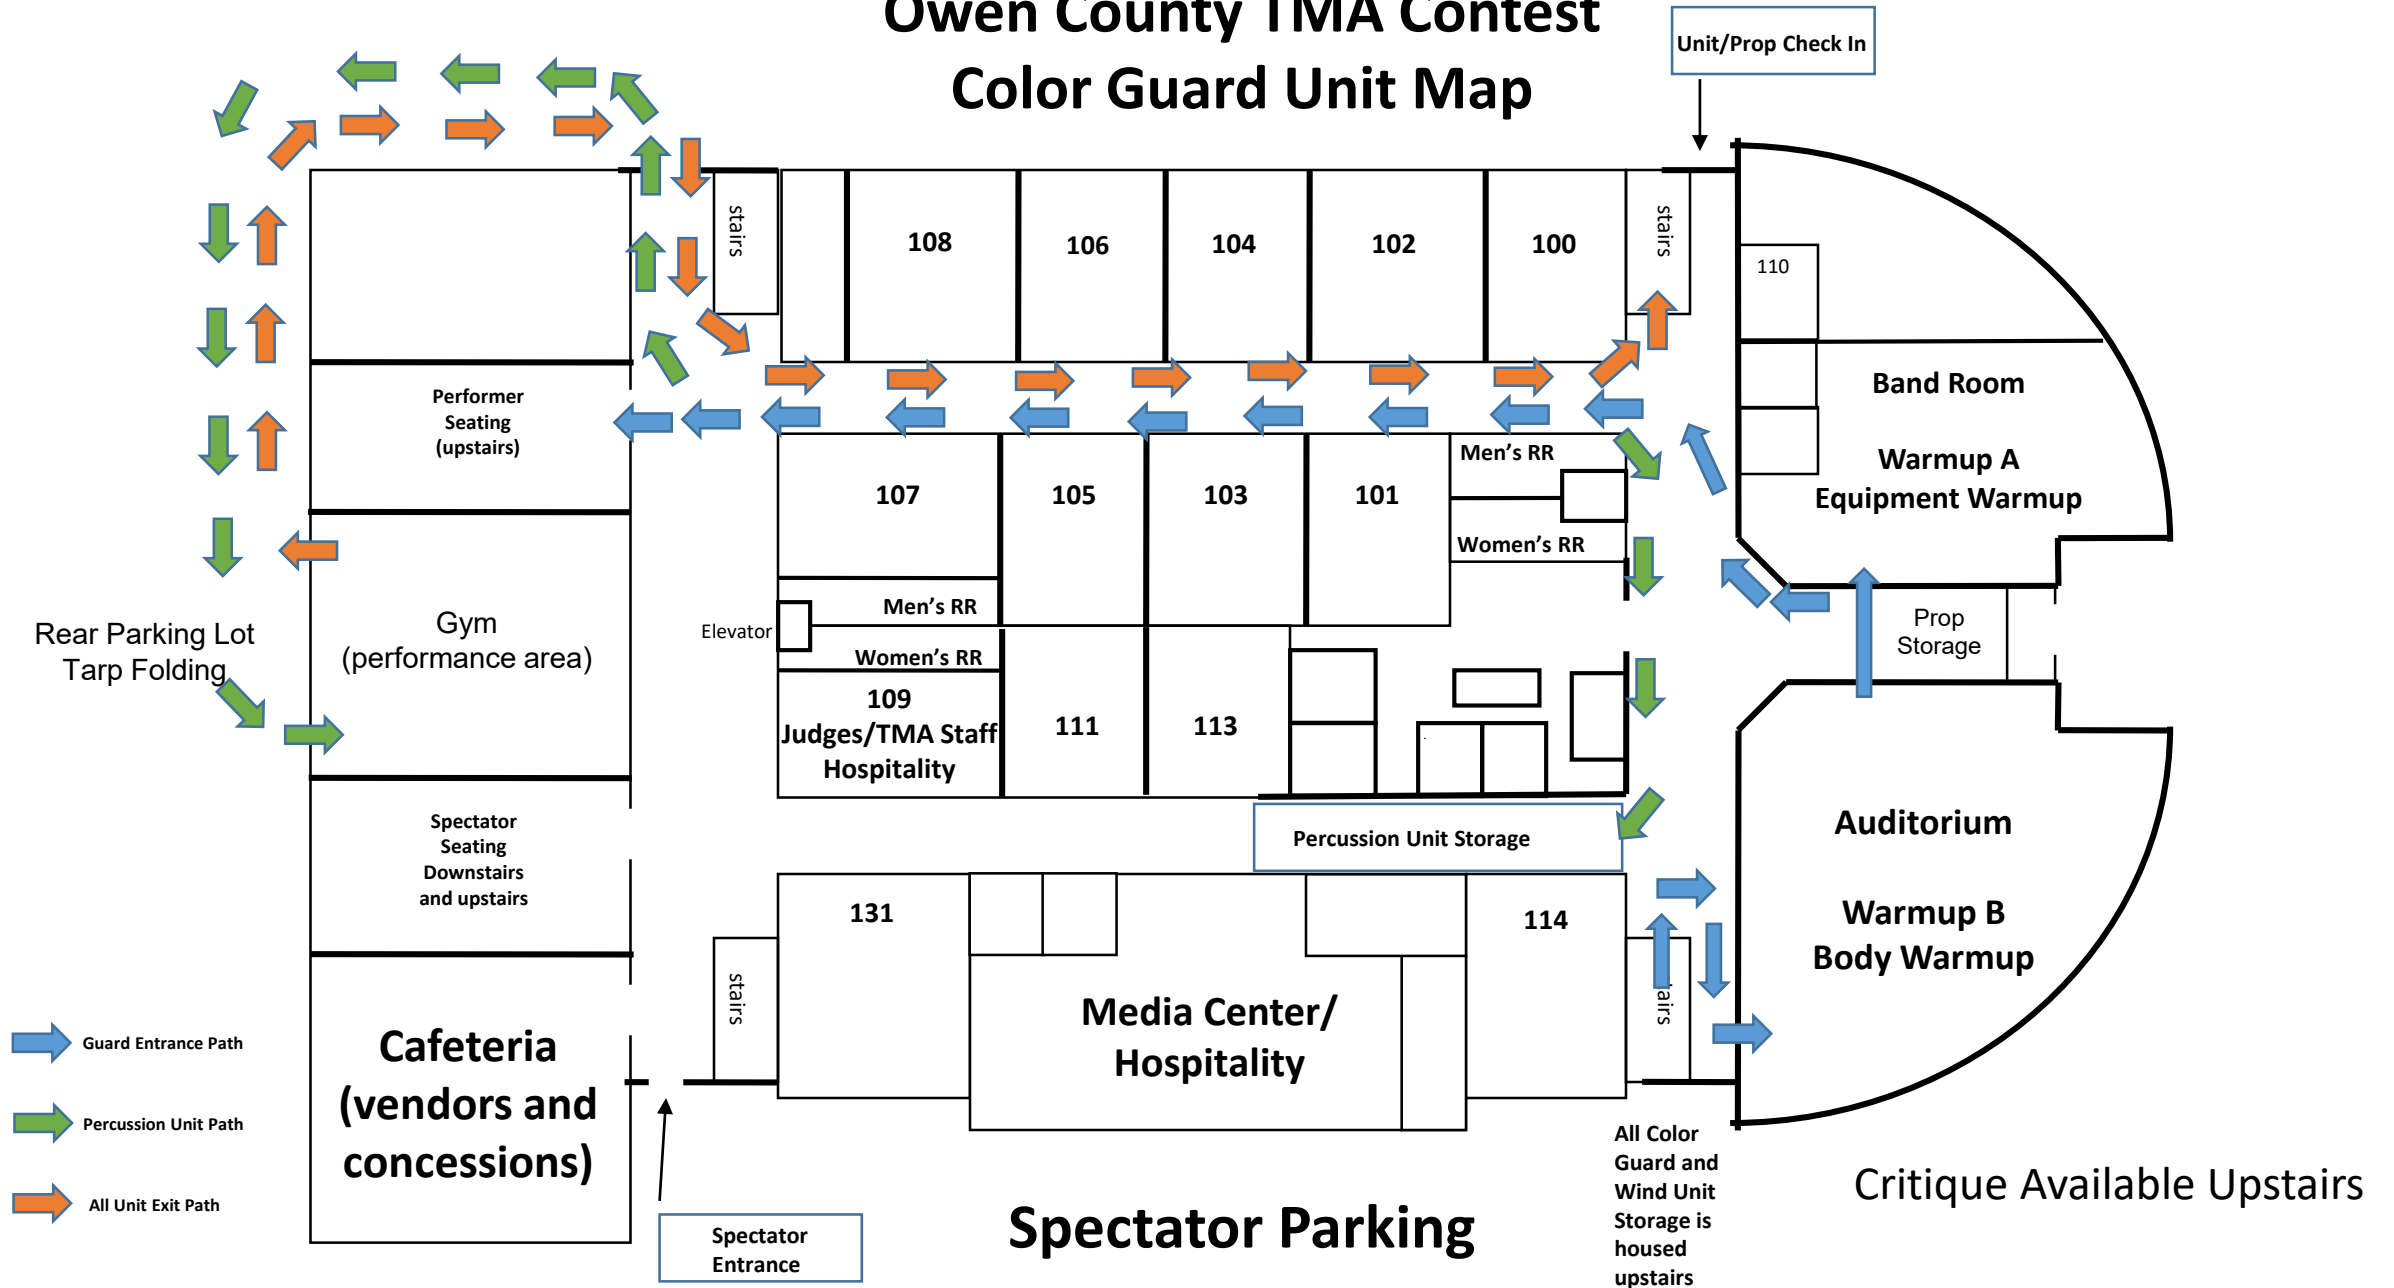 Owen County TMA Contest
Color Guard Unit Map
Unit/Prop Check In
stairs
108
106
104
102
100
stairs
110
Performer
Seating
(upstairs)
Band Room
Warmup A
Equipment Warmup
Men's RR
107
105
103
101
Women's RR
Men's RR
Elevator
Women's RR
Gym
(performance area)
Rear Parking Lot
Tarp Folding
Prop
Storage
109
Judges/TMA Staff
Hospitality
111
113
Spectator
Seating
Downstairs
and upstairs
Percussion Unit Storage
Auditorium
Warmup B
Body Warmup
131
114
stairs
Media Center/
Hospitality
airs
Cafeteria
(vendors and
concessions)
Guard Entrance Path
Percussion Unit Path
All Unit Exit Path
Spectator
Entrance
Spectator Parking
All Color
Guard and
Wind Unit
Storage is
housed
upstairs
Critique Available Upstairs